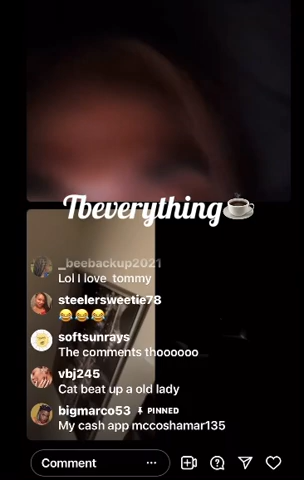 Tbeverything☕
_beebackup2021
Lol I love tommy
steelersweetie78
😂😂😂
softsunrays
The comments thoooooo
vbj245
Cat beat up a old lady
bigmarco53 PINNED
My cash app mccoshamar135
Comment ...